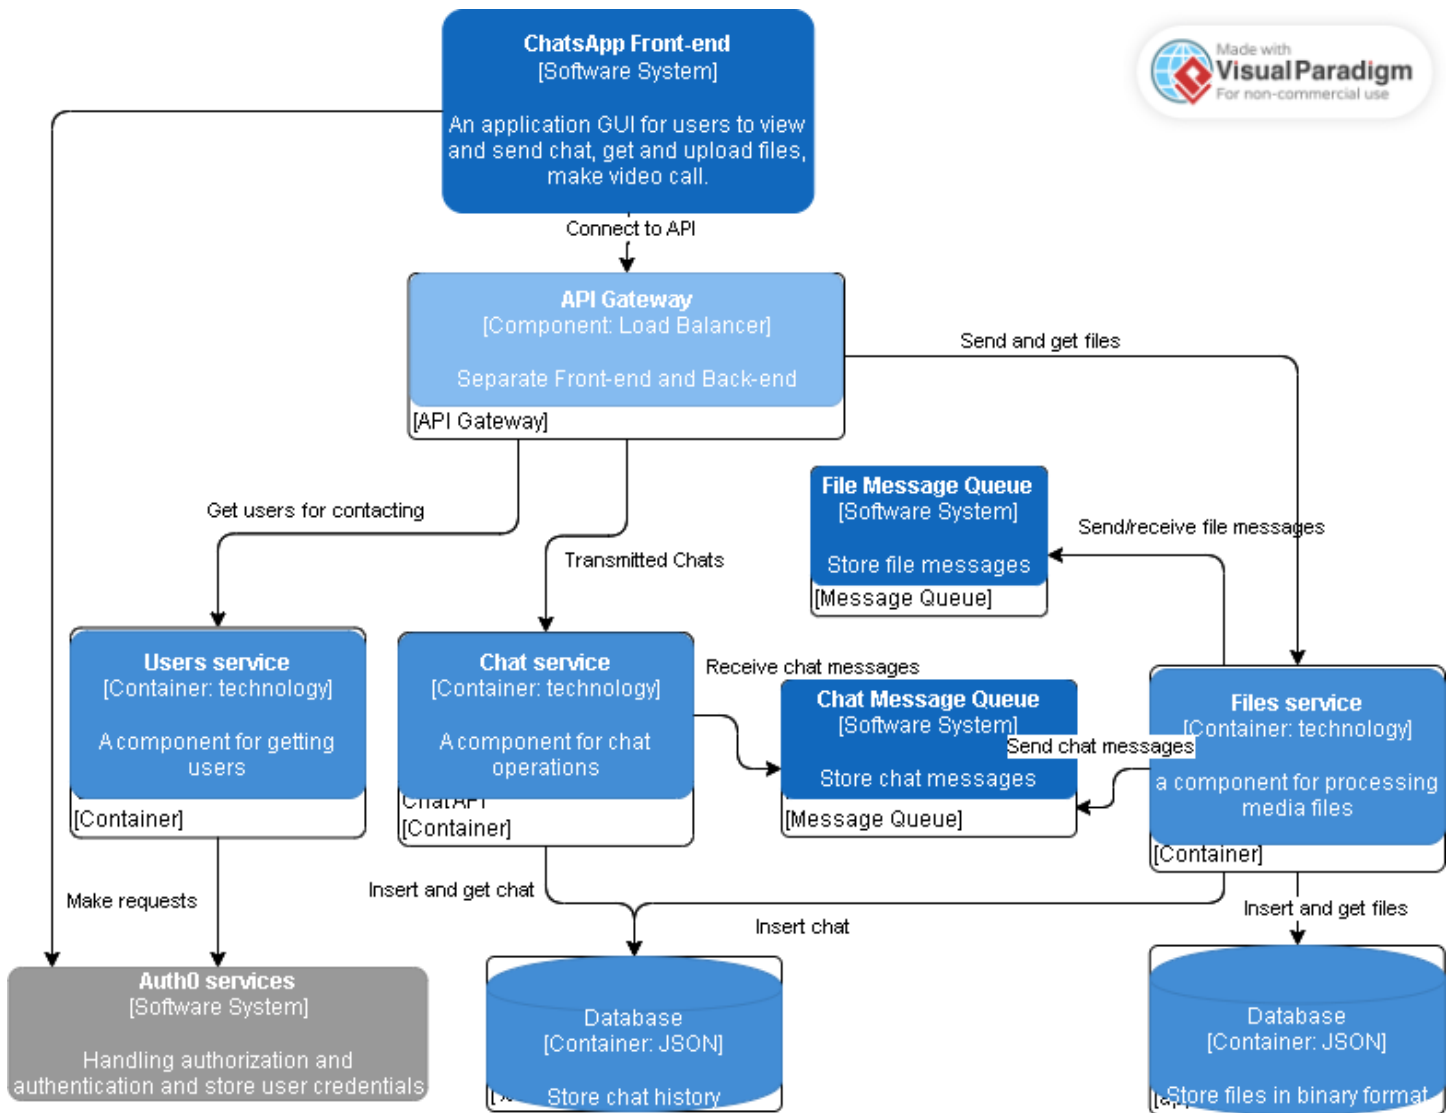 ChatsApp Front-end
[Software System]
An application GUI for users to view
and send chat, get and upload files,
make video call.
Made with
Visual Paradigm
For non-commercial use
Connect to API
API Gateway
[Component: Load Balancer]
Separate Front-end and Back-end
[API Gateway]
Send and get files
Get users for contacting
Transmitted Chats
File Message Queue
[Software System]
Store file messages
[Message Queue]
Send/receive file messages
Users service
[Container: technology]
A component for getting
users
[Container]
Chat service
[Container: technology]
A component for chat
operations
Chat API
[Container]
Receive chat messages
Chat Message Queue
[Software System]
Store chat messages
[Message Queue]
Send chat messages
Files service
[Container: technology]
a component for processing
media files
[Container]
Make requests
Insert and get chat
Insert chat
Insert and get files
Auth0 services
[Software System]
Handling authorization and
authentication and store user credentials
Database
[Container: JSON]
Store chat history
Database
[Container: JSON]
Store files in binary format